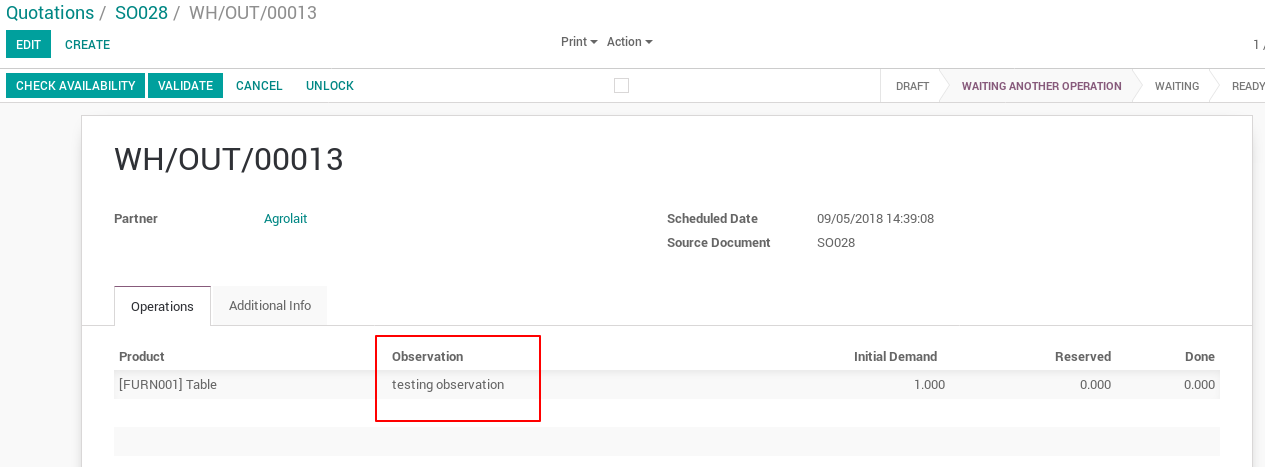 Quotations / SO028 / WH/OUT/00013
EDIT CREATE Print Action 1 /
CHECK AVAILABILITY VALIDATE CANCEL UNLOCK DRAFT WAITING ANOTHER OPERATION WAITING READY
WH/OUT/00013
Partner Agrolait Scheduled Date 09/05/2018 14:39:08
Source Document SO028
Operations Additional Info
Product Observation Initial Demand Reserved Done
[FURN001] Table testing observation 1.000 0.000 0.000